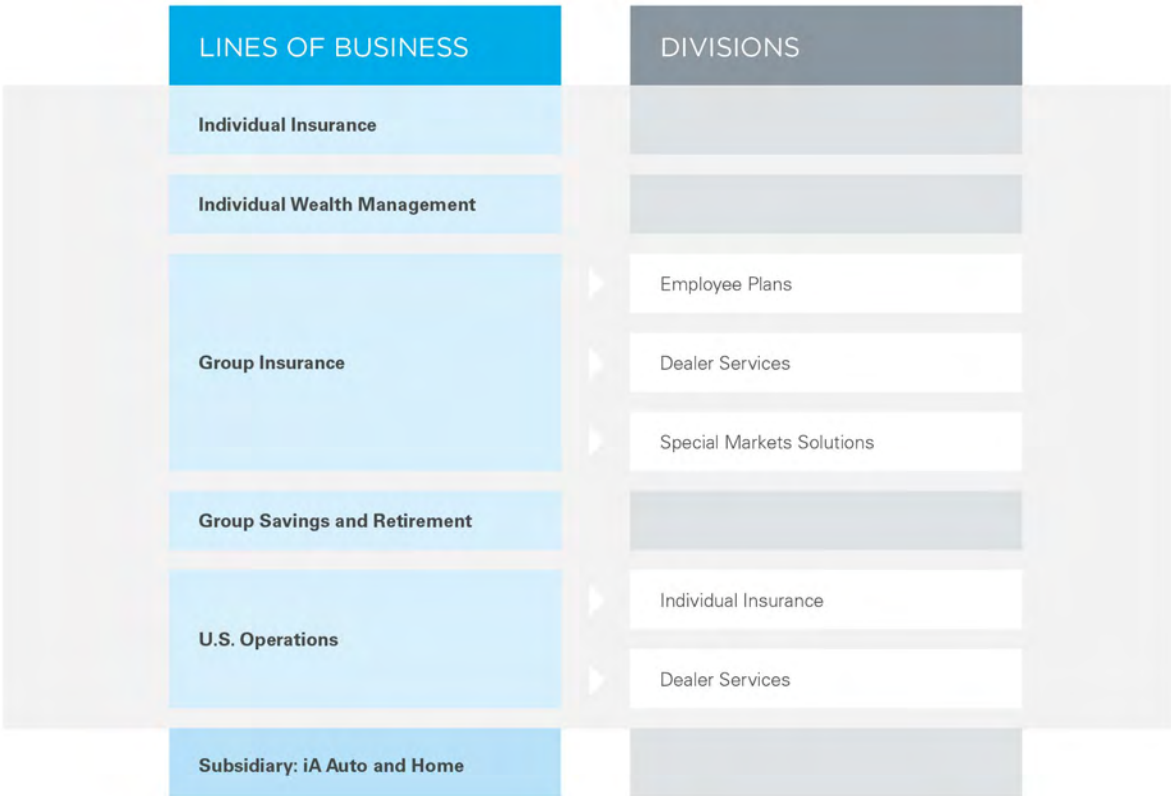 LINES OF BUSINESS
DIVISIONS
Individual Insurance
Individual Wealth Management
Group Insurance
Employee Plans
Dealer Services
Special Markets Solutions
Group Savings and Retirement
U.S. Operations
Individual Insurance
Dealer Services
Subsidiary: iA Auto and Home